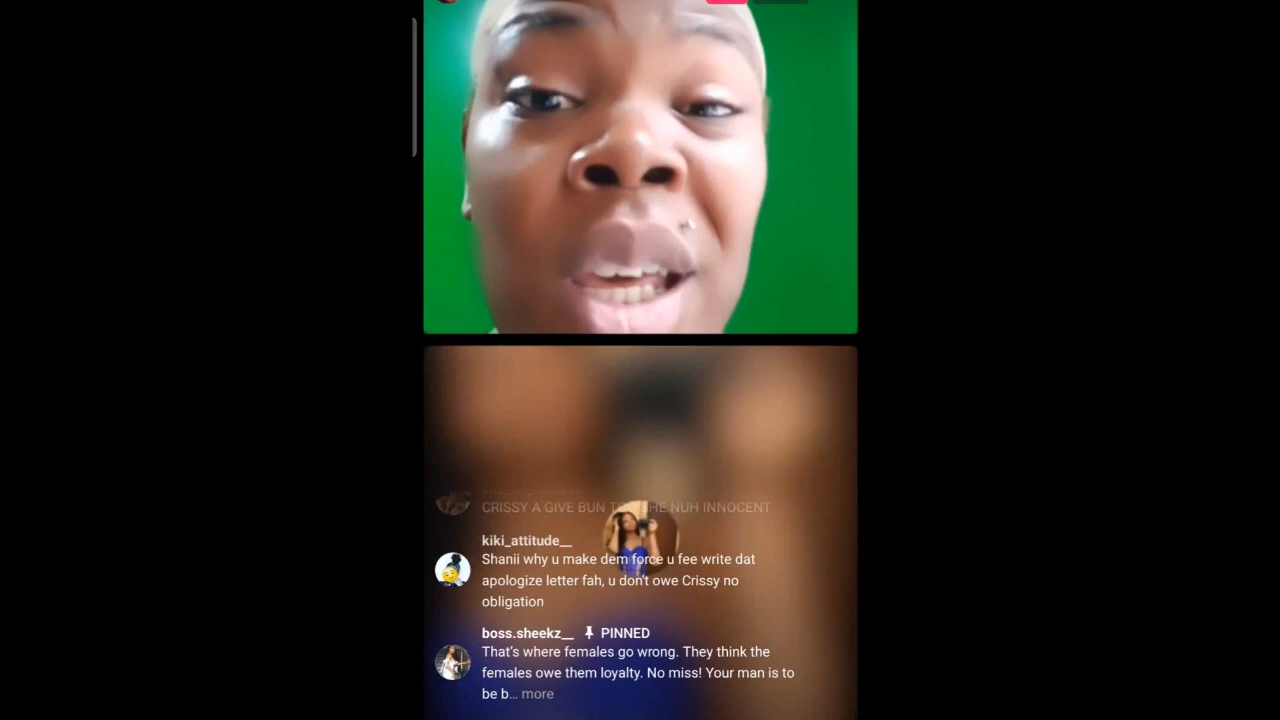 CRISSY A GIVE BUN TOO SHE NUH INNOCENT
kiki_attitude__
Shanii why u make dem force u fee write dat
apologize letter fah, u don't owe Crissy no
obligation
boss.sheekz__ PINNED
That's where females go wrong. They think the
females owe them loyalty. No miss! Your man is to
be b... more